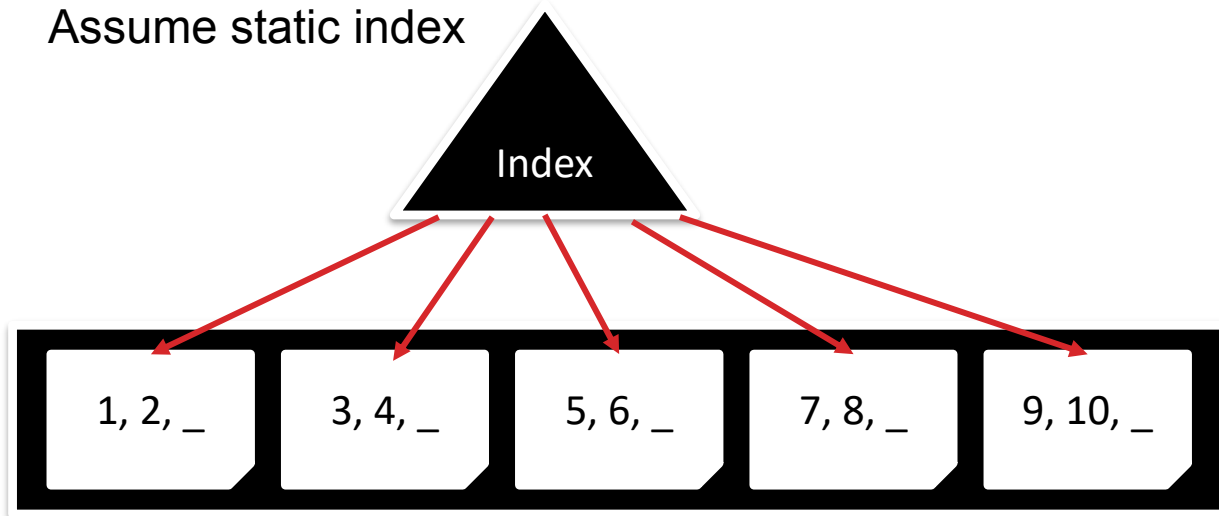 Assume static index
Index
1, 2, _
3, 4, _
5, 6, _
7, 8, _
9, 10, _